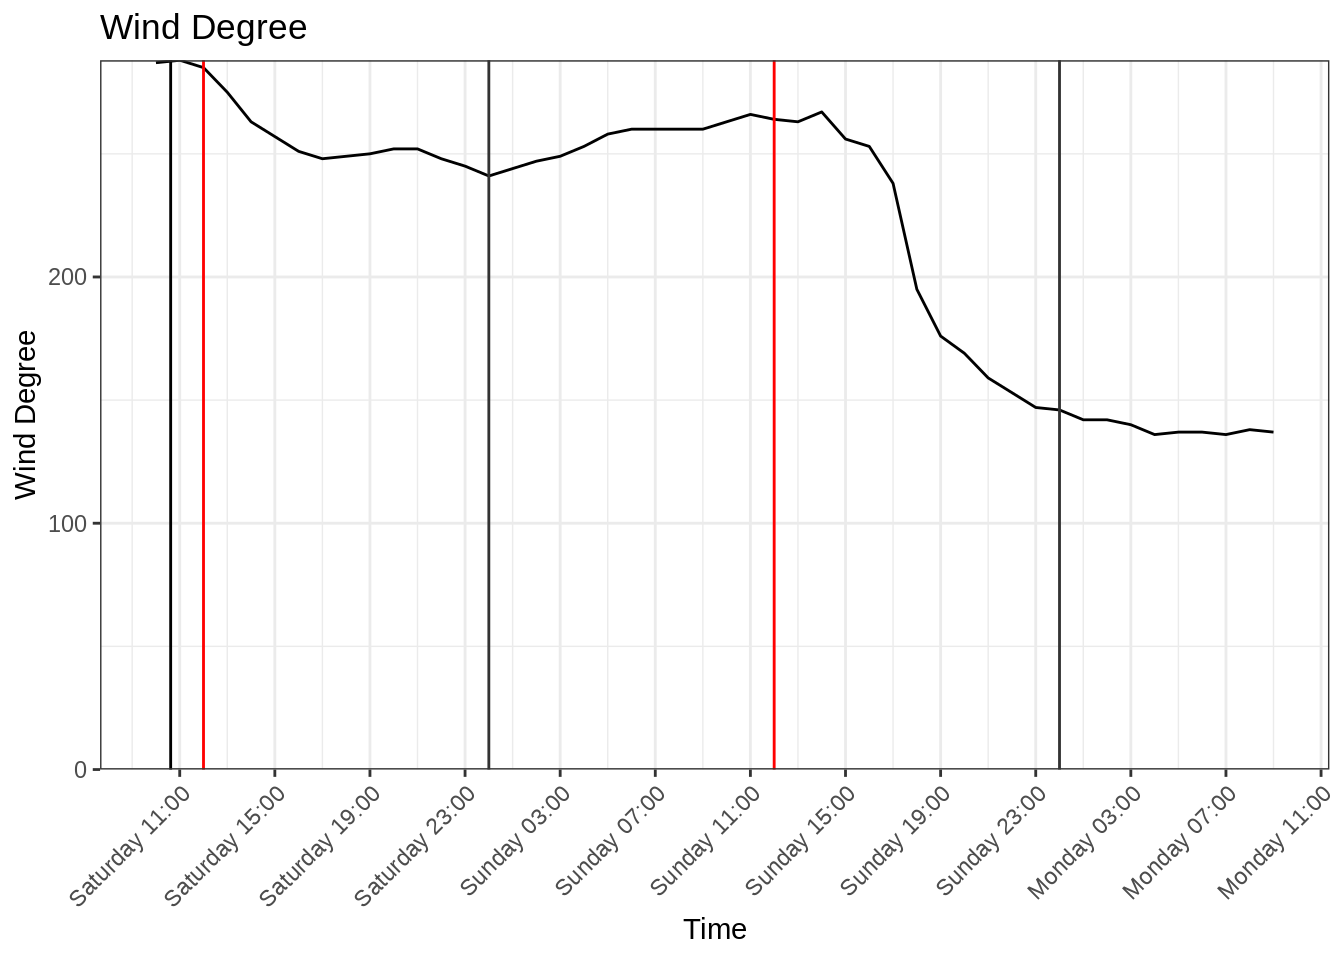 Wind Degree
Wind Degree
200
100
0
Saturday 11:00
Saturday 15:00
Saturday 19:00
Saturday 23:00
Sunday 03:00
Sunday 07:00
Sunday 11:00
Sunday 15:00
Sunday 19:00
Sunday 23:00
Monday 03:00
Monday 07:00
Monday 11:00
Time